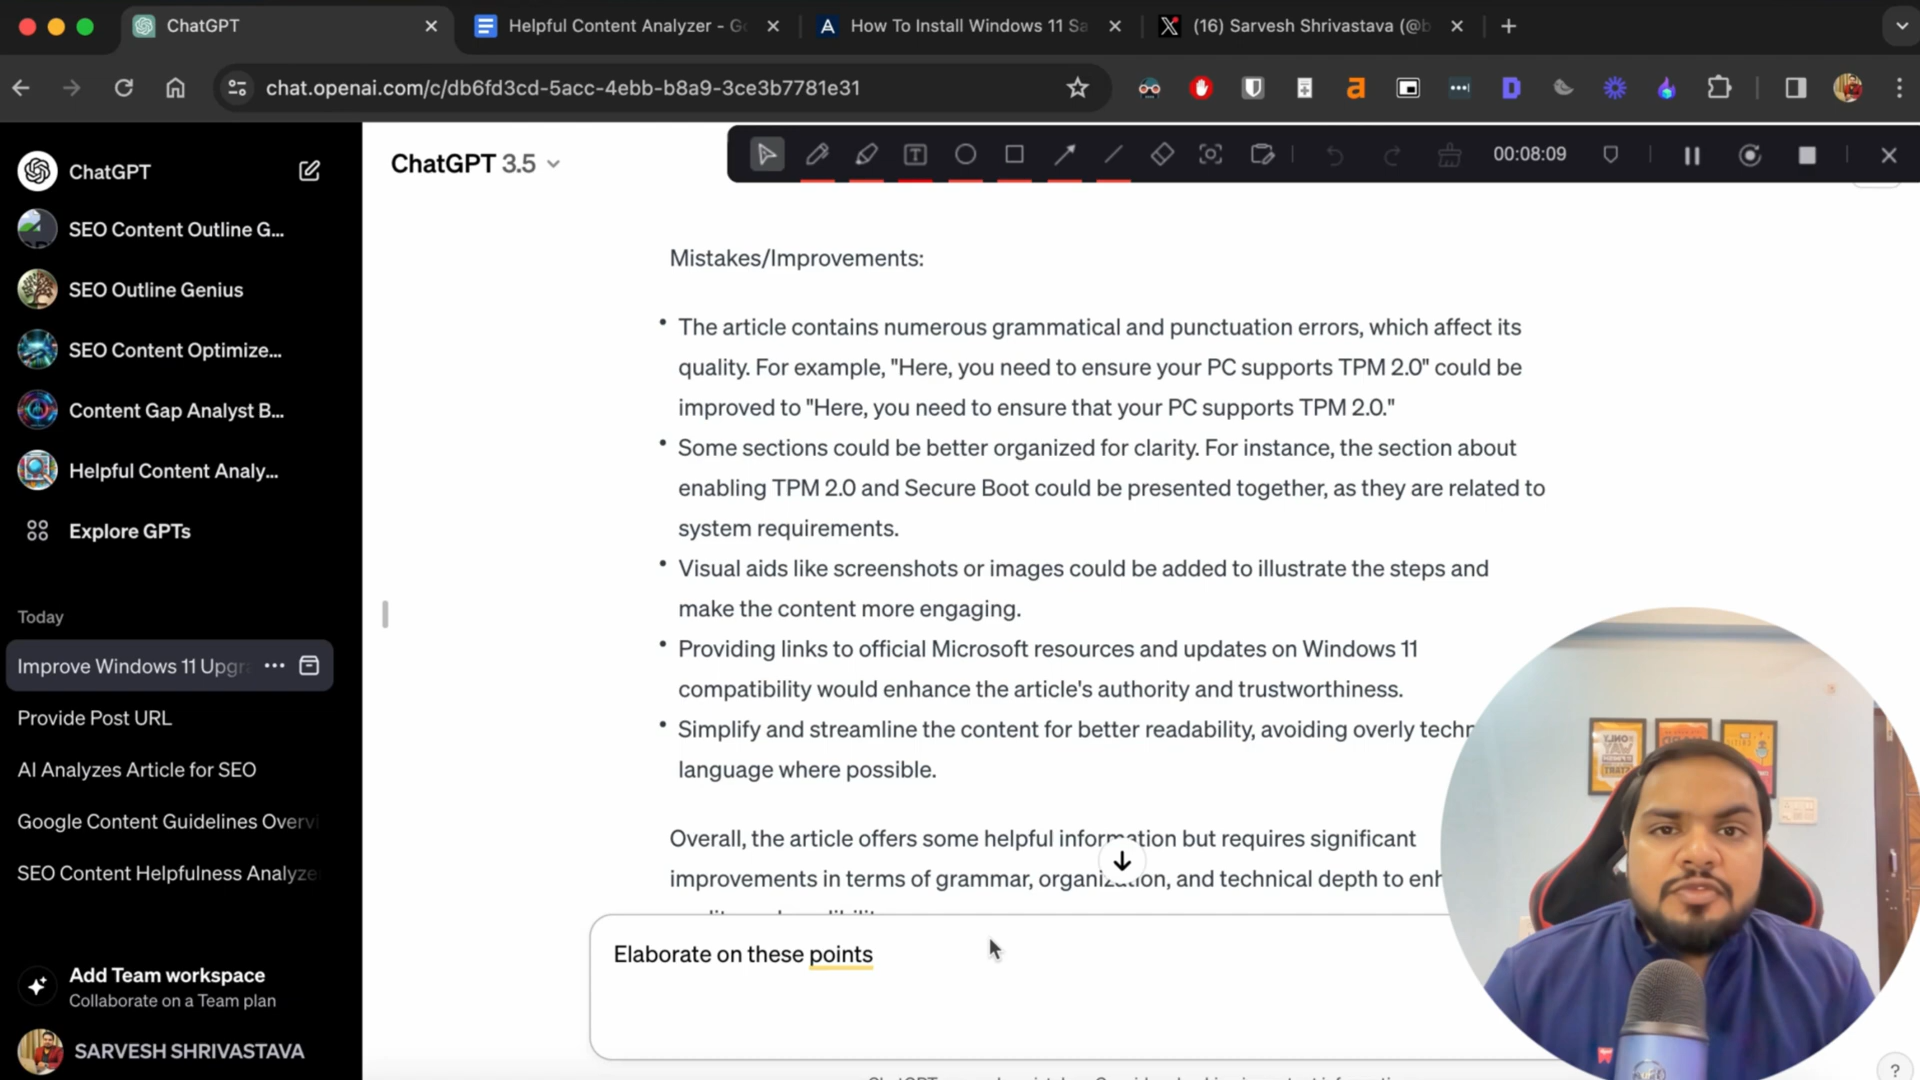 ChatGPT
Helpful Content Analyzer - Go
How To Install Windows 11 Sa
(16) Sarvesh Shrivastava (@b
chat.openai.com/c/db6fd3cd-5acc-4ebb-b8a9-3ce3b7781e31
ChatGPT
ChatGPT 3.5
00:08:09
SEO Content Outline G...
SEO Outline Genius
SEO Content Optimize...
Content Gap Analyst B...
Helpful Content Analy...
Explore GPTs
Today
Improve Windows 11 Upgra
Provide Post URL
AI Analyzes Article for SEO
Google Content Guidelines Overvi
SEO Content Helpfulness Analyze
Add Team workspace
Collaborate on a Team plan
SARVESH SHRIVASTAVA
Mistakes/Improvements:
• The article contains numerous grammatical and punctuation errors, which affect its
quality. For example, "Here, you need to ensure your PC supports TPM 2.0" could be
improved to "Here, you need to ensure that your PC supports TPM 2.0."
• Some sections could be better organized for clarity. For instance, the section about
enabling TPM 2.0 and Secure Boot could be presented together, as they are related to
system requirements.
• Visual aids like screenshots or images could be added to illustrate the steps and
make the content more engaging.
• Providing links to official Microsoft resources and updates on Windows 11
compatibility would enhance the article's authority and trustworthiness.
• Simplify and streamline the content for better readability, avoiding overly techn
language where possible.
Overall, the article offers some helpful information but requires significant
improvements in terms of grammar, organization, and technical depth to enh
Elaborate on these points
?